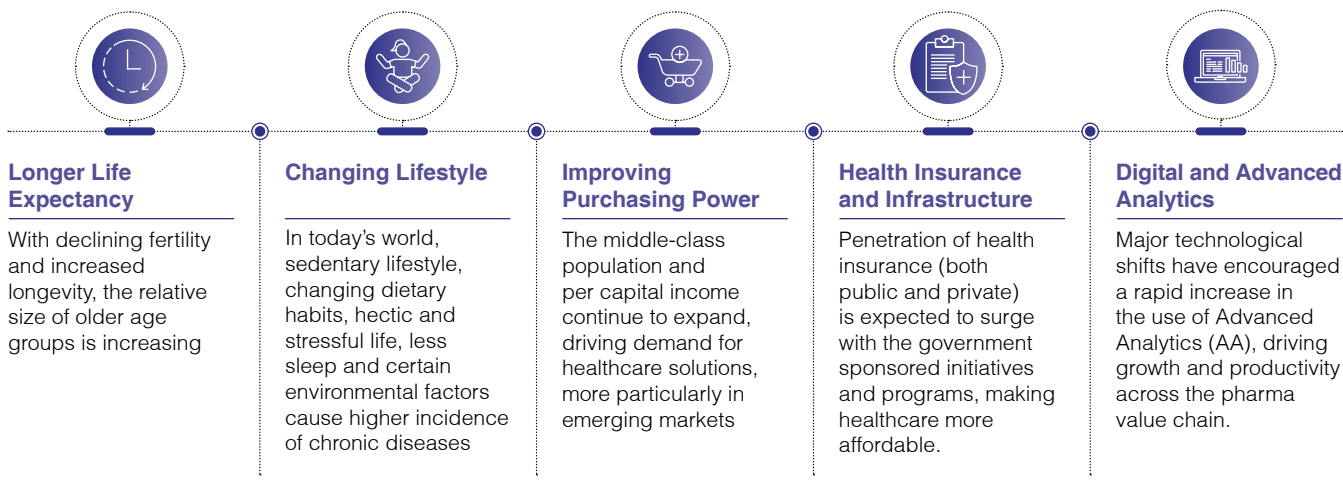 Longer Life
Expectancy
With declining fertility
and increased
longevity, the relative
size of older age
groups is increasing
Changing Lifestyle
In today's world,
sedentary lifestyle,
changing dietary
habits, hectic and
stressful life, less
sleep and certain
environmental factors
cause higher incidence
of chronic diseases
Improving
Purchasing Power
The middle-class
population and
per capital income
continue to expand,
driving demand for
healthcare solutions,
more particularly in
emerging markets
Health Insurance
and Infrastructure
Penetration of health
insurance (both
public and private)
is expected to surge
with the government
sponsored initiatives
and programs, making
healthcare more
affordable.
Digital and Advanced
Analytics
Major technological
shifts have encouraged
a rapid increase in
the use of Advanced
Analytics (AA), driving
growth and productivity
across the pharma
value chain.